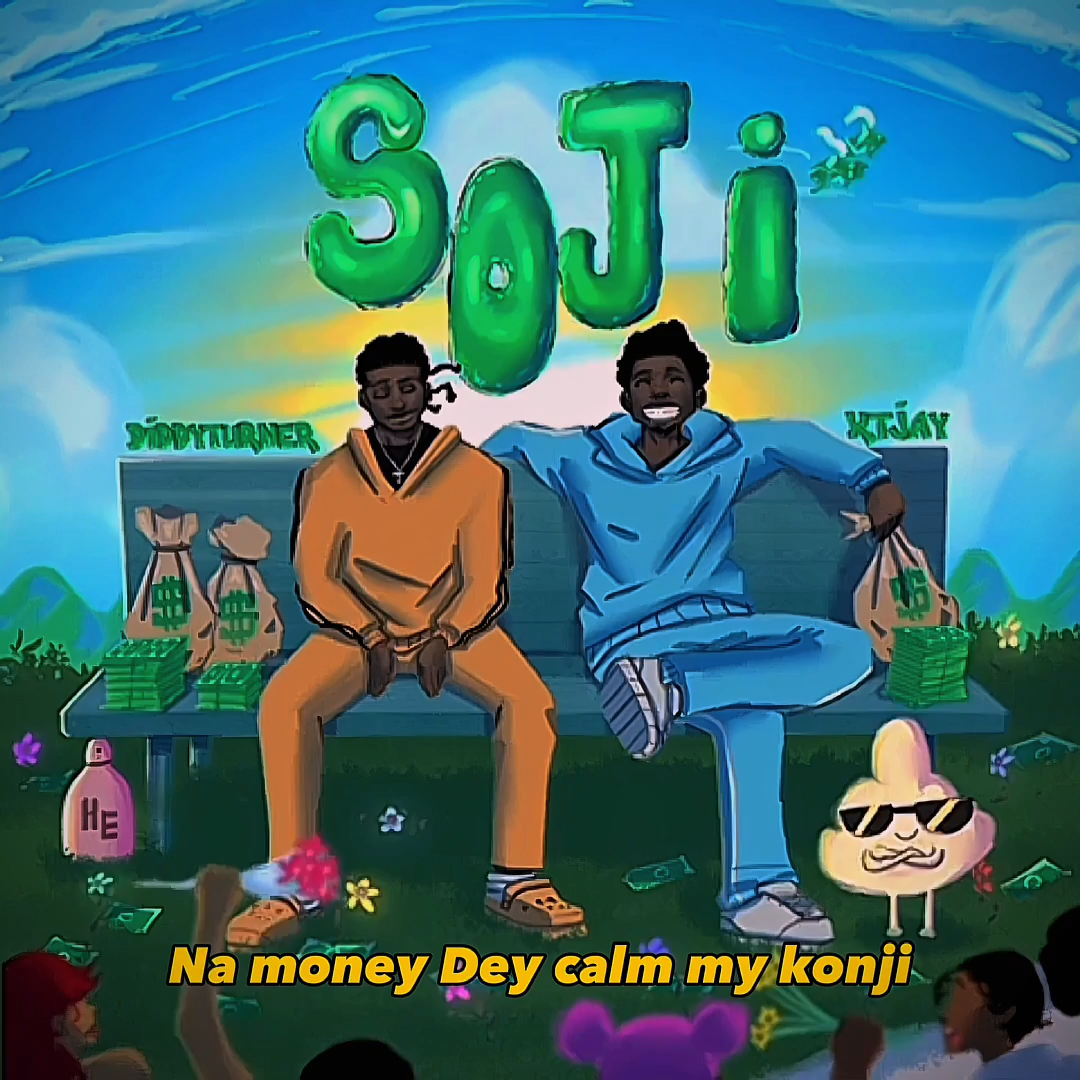 SOJi
DiDDYTURNER
KTJAY
$
$
$
HE
Na money Dey calm my konji